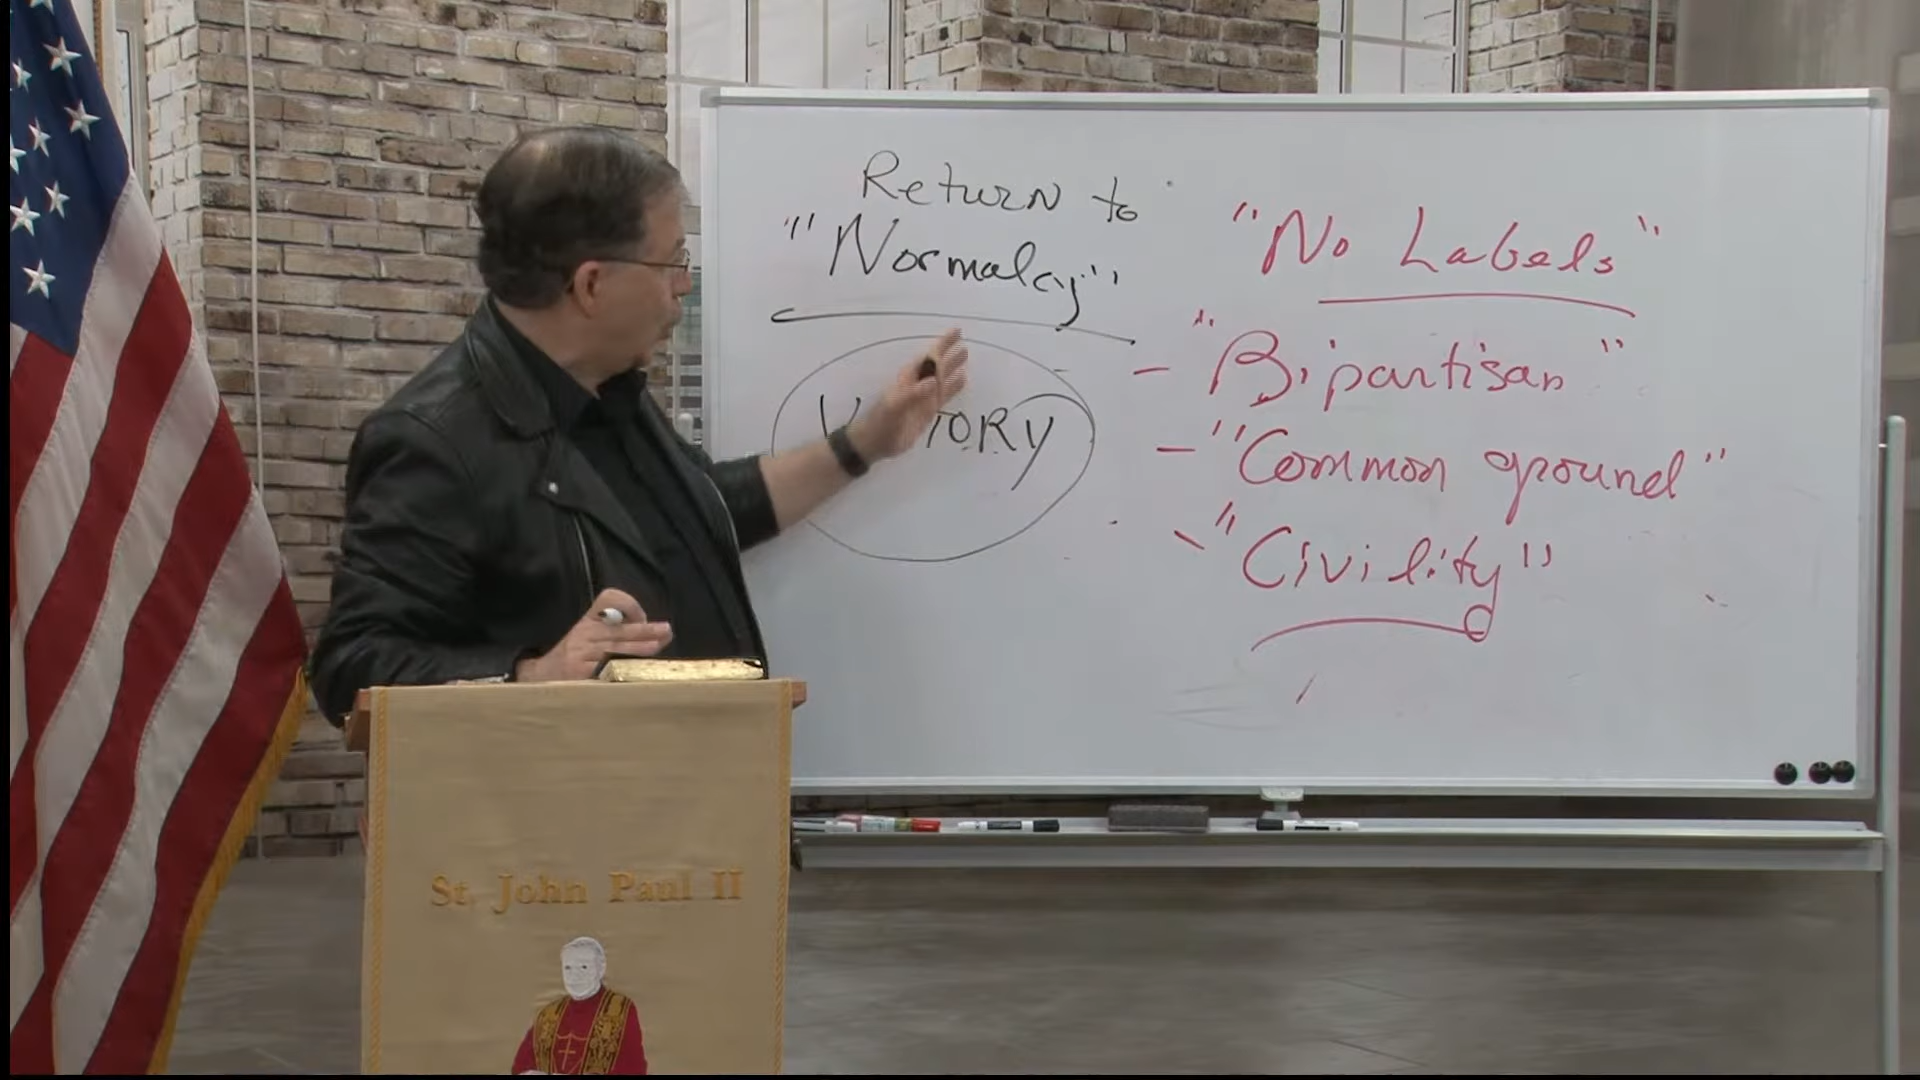 Return to
"Normalcy"
"No Labels"
- "Bipartisan"
- "Common ground"
- "Civility"
St. John Paul II